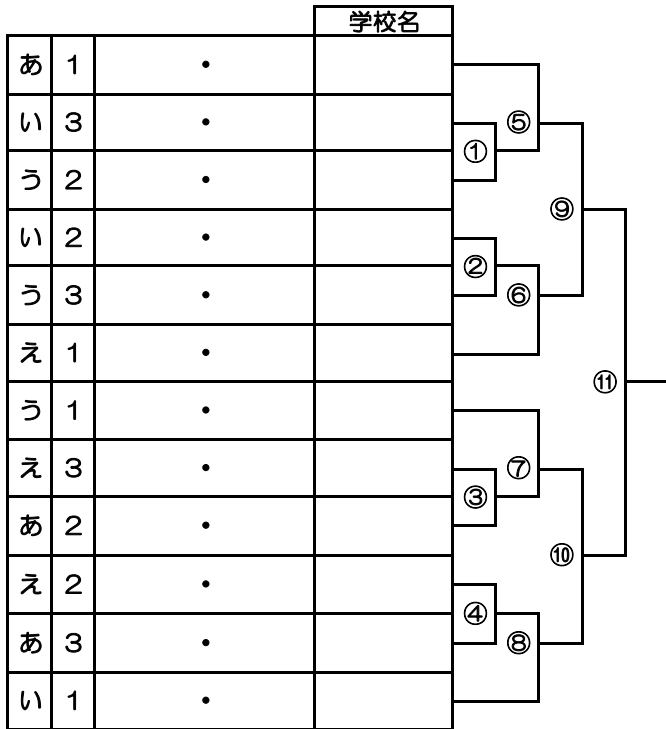 学校名
あ 1 ・
い 3 ・ ⑤
① 
う 2 ・
⑨
い 2 ・
②
う 3 ・ ⑥
え 1 ・
⑪
う 1 ・
え 3 ・ ⑦
③
あ 2 ・
⑩
え 2 ・
④
あ 3 ・ ⑧
い 1 ・